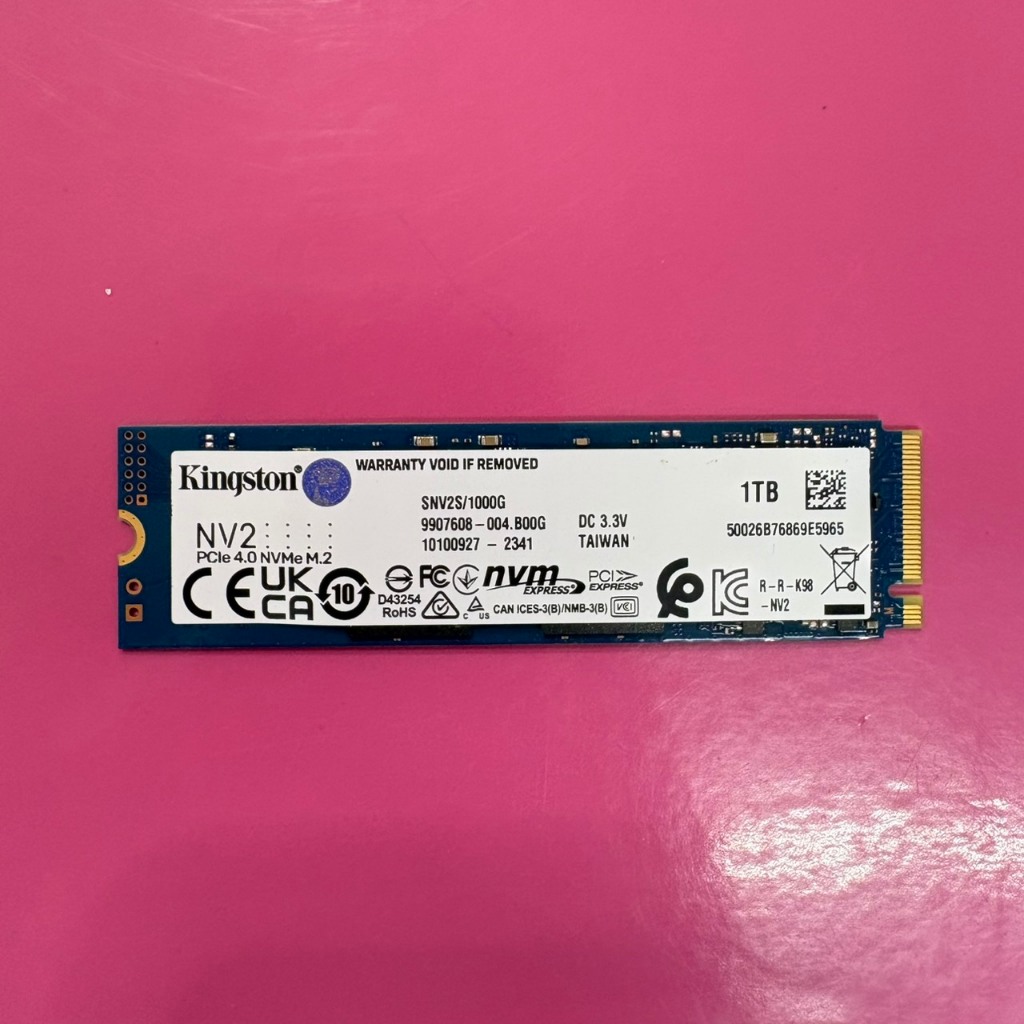 Kingston®
WARRANTY VOID IF REMOVED
SNV2S/1000G
9907608-004.B00G
DC 3.3V
10100927 - 2341
TAIWAN
1TB
50026B76869E5965
NV2
PCIe 4.0 NVMe M.2
CE
UK
CA
10
D43254
RoHS
FC
nvm
EXPRESS
PCI
EXPRESS®
C US
CAN ICES-3(B)/NMB-3(B)
VCI
KC
R-R-K98
-NV2